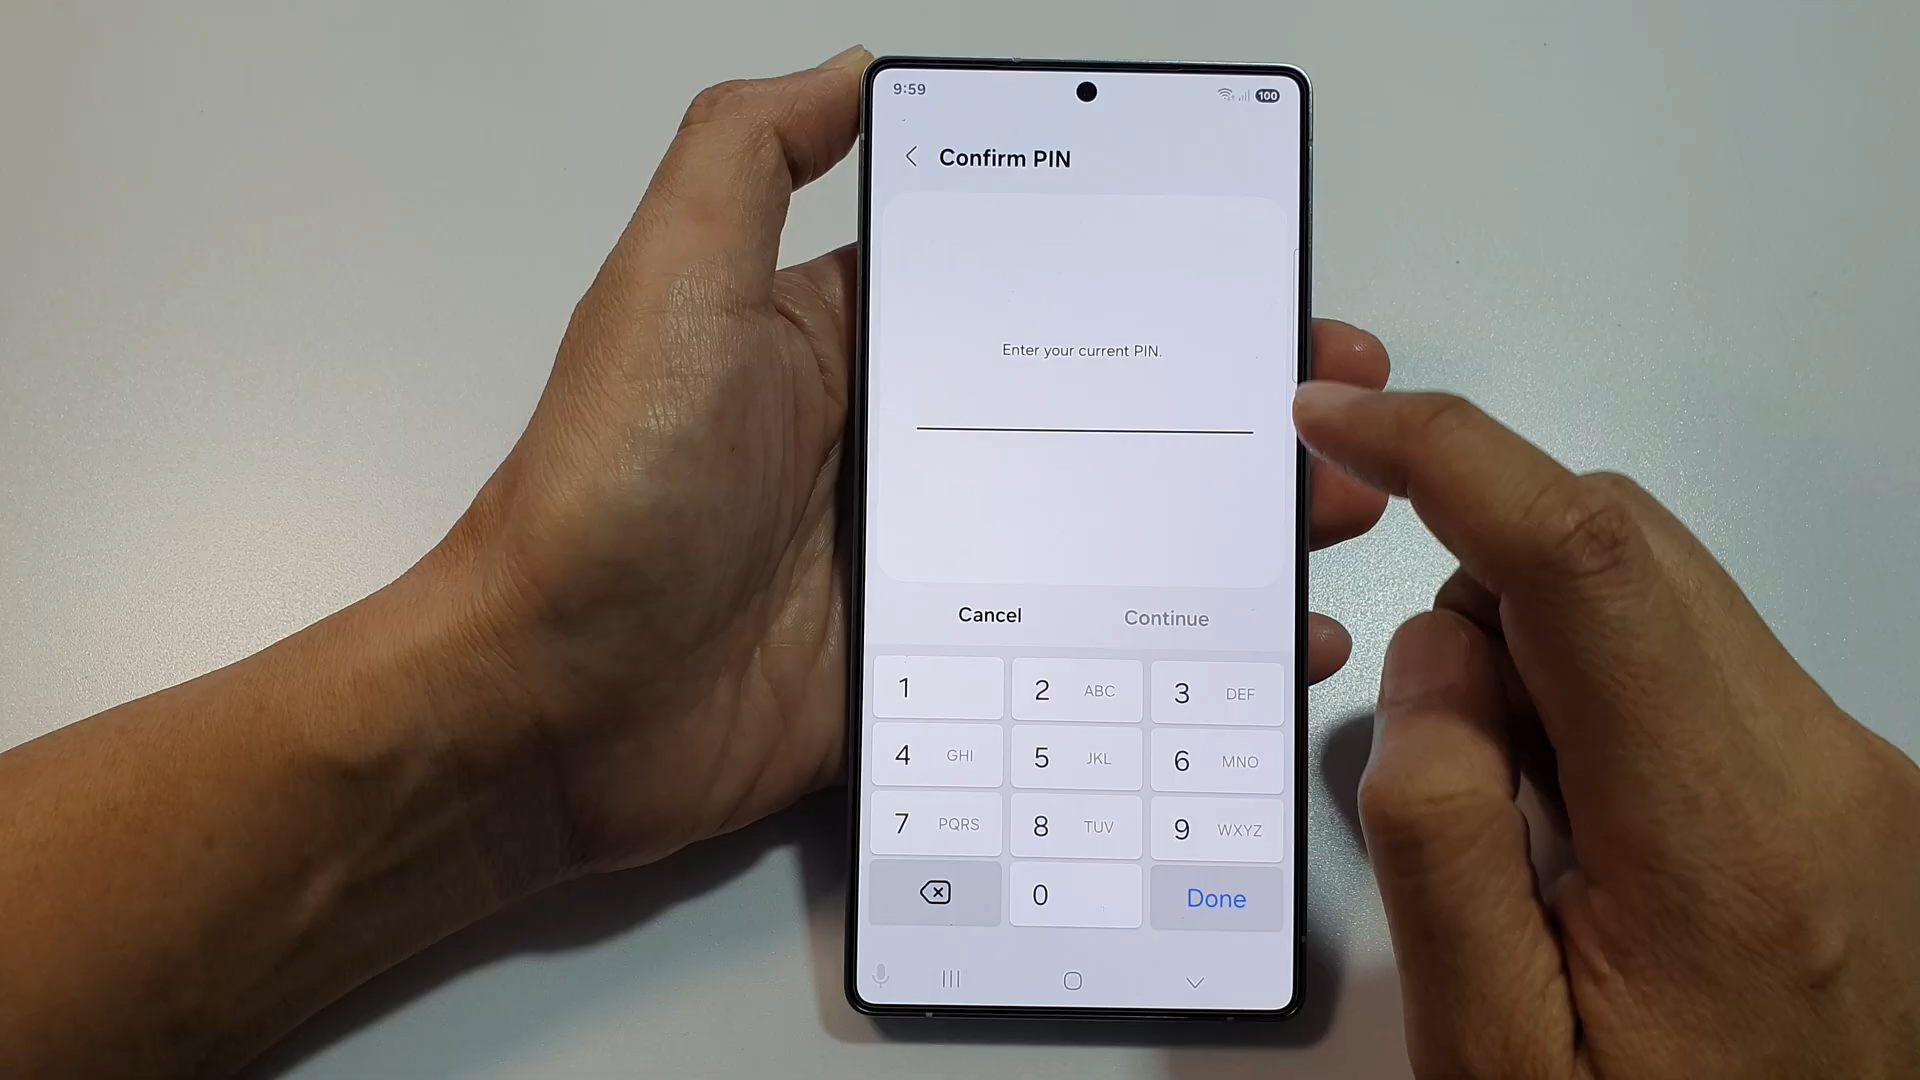 9:59
100
Confirm PIN
Enter your current PIN.
Cancel Continue
1 2 ABC 3 DEF
4 GHI 5 JKL 6 MNO
7 PQRS 8 TUV 9 WXYZ
0 Done